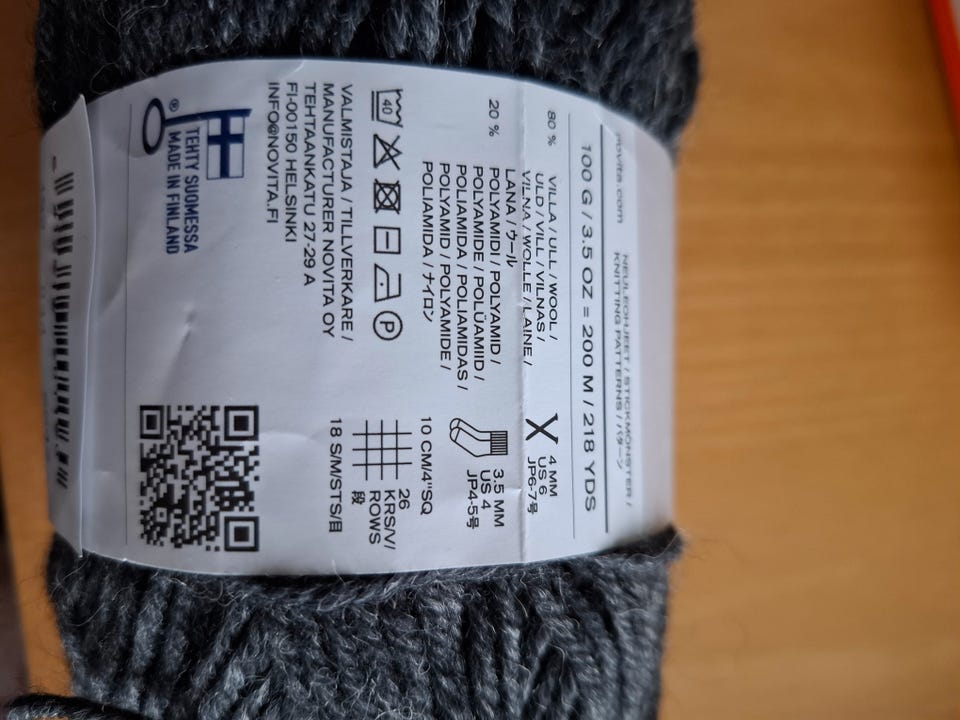 novita.com
NEULEOHJEET / STICKMÖNSTER /
KNITTING PATTERNS / パターン
100 G / 3.5 OZ = 200 M / 218 YDS
80 % VILLA / ULL / WOOL /
ULD / VILL / VILNAS /
VILNA / WOLLE / LAINE /
LANA / ウール
20 % POLYAMIDI / POLYAMID /
POLYAMIDE / POLÜAMIID /
POLIAMIDA / POLIAMIDAS /
POLYAMID / POLYAMIDE /
POLIAMIDA / ナイロン
4 MM
US 6
JP6-7号
3.5 MM
US 4
JP4-5号
10 CM/4"SQ
26
KRS/V/
ROWS
段
18 S/M/STS/目
40
P
VALMISTAJA / TILLVERKARE /
MANUFACTURER NOVITA OY
TEHTAANKATU 27-29 A
FI-00150 HELSINKI
INFO@NOVITA.FI
®
TEHTY SUOMESSA
MADE IN FINLAND